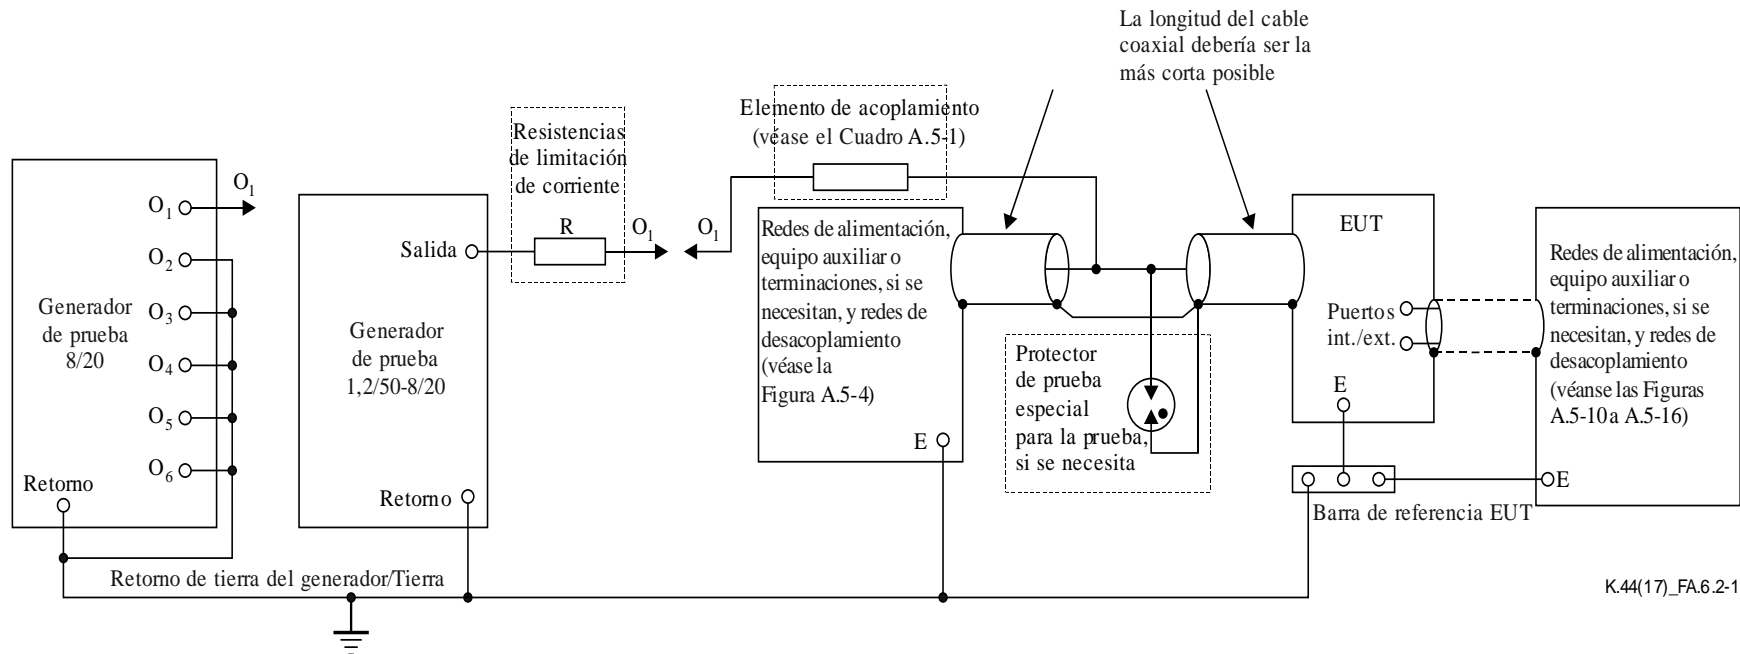 La longitud del cable
coaxial debería ser la
más corta posible
Elemento de acoplamiento
(véase el Cuadro A.5-1)
Resistencias
de limitación
de corriente
R
O1
O1
O1
O1
O2
O3
O4
O5
O6
Generador
de prueba
8/20
Retorno
Salida
Generador
de prueba
1,2/50-8/20
Retorno
Redes de alimentación,
equipo auxiliar o
terminaciones, si se
necesitan, y redes de
desacoplamiento
(véase la
Figura A.5-4)
E
Protector
de prueba
especial
para la prueba,
si se necesita
EUT
Puertos
int./ext.
E
Redes de alimentación,
equipo auxiliar o
terminaciones, si se
necesitan, y redes de
desacoplamiento
(véanse las Figuras
A.5-10 a A.5-16)
E
Barra de referencia EUT
Retorno de tierra del generador/Tierra
K.44(17)_FA.6.2-1